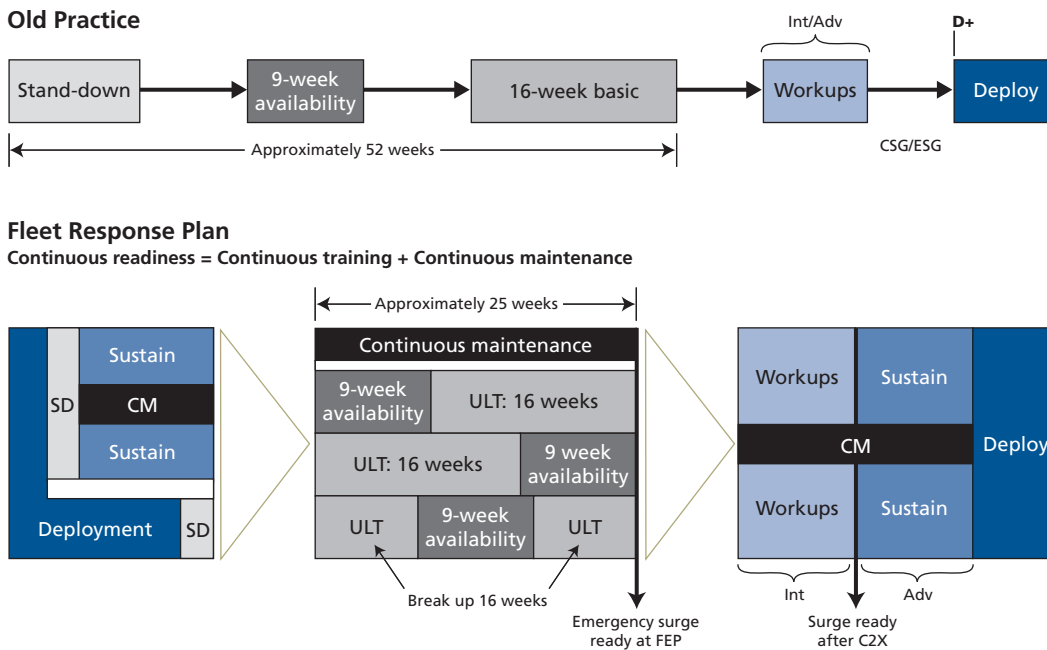 Old Practice
Int/Adv
D+
Stand-down
9-week
availability
16-week basic
Workups
Deploy
Approximately 52 weeks
CSG/ESG
Fleet Response Plan
Continuous readiness = Continuous training + Continuous maintenance
Approximately 25 weeks
SD
Sustain
CM
Sustain
Deployment
SD
Continuous maintenance
9-week
availability
ULT: 16 weeks
ULT: 16 weeks
9 week
availability
ULT
9-week
availability
ULT
Break up 16 weeks
Emergency surge
ready at FEP
Workups
Sustain
CM
Deploy
Workups
Sustain
Int
Adv
Surge ready
after C2X